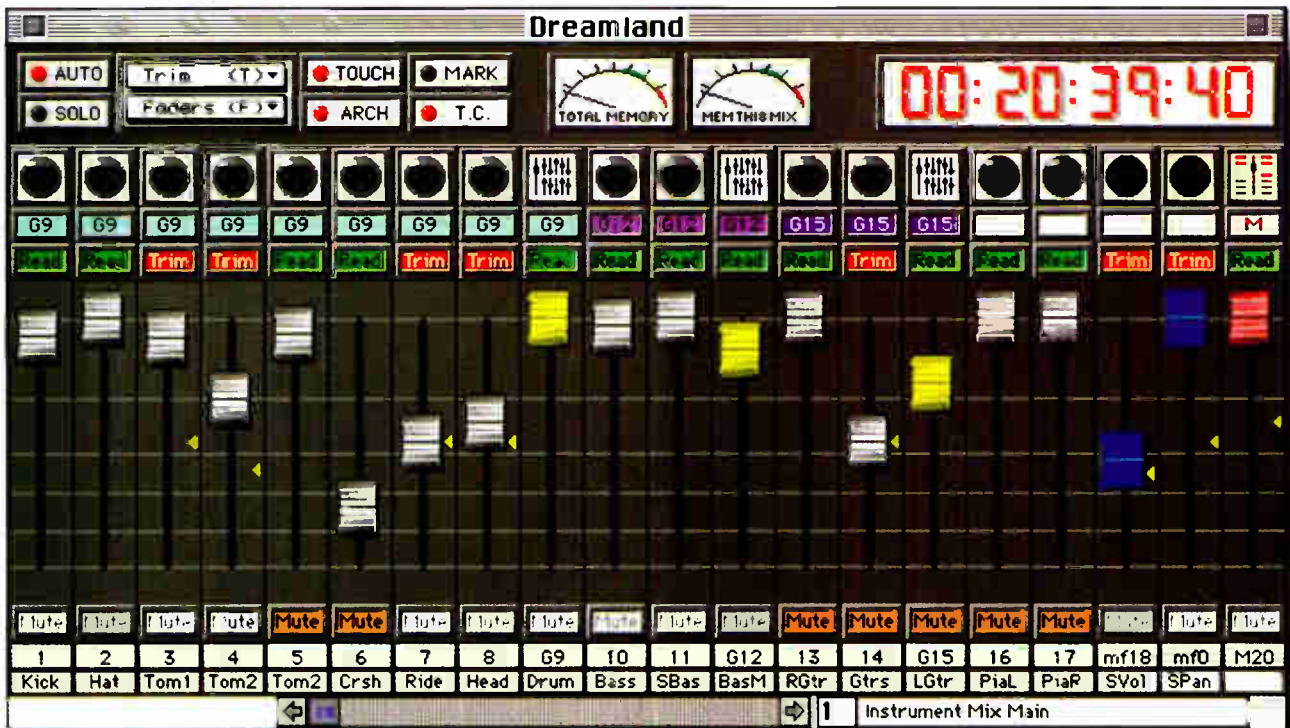 Dreamland
AUTO Trim (T) TOUCH MARK
SOLO Faders (F) ARCH T.C.
TOTAL MEMORY MEM THIS MIX
00:20:39:40
G9 G9 G9 G9 G9 G9 G9 G9 G9 G12 G12 G12 G15 G15 G15 M
Read Read Trim Trim Read Read Trim Trim Read Read Read Read Read Trim Read Read Read Trim Trim Read
Mute Mute Mute Mute Mute Mute Mute Mute Mute Mute Mute Mute Mute Mute Mute Mute Mute Mute Mute Mute
1 2 3 4 5 6 7 8 G9 10 11 G12 13 14 G15 16 17 mf18 mf0 M20
Kick Hat Tom1 Tom2 Tom2 Crsh Ride Head Drum Bass SBas BasM RGtr Gtrs LGtr PiaL PiaR SVol SPan
1 Instrument Mix Main